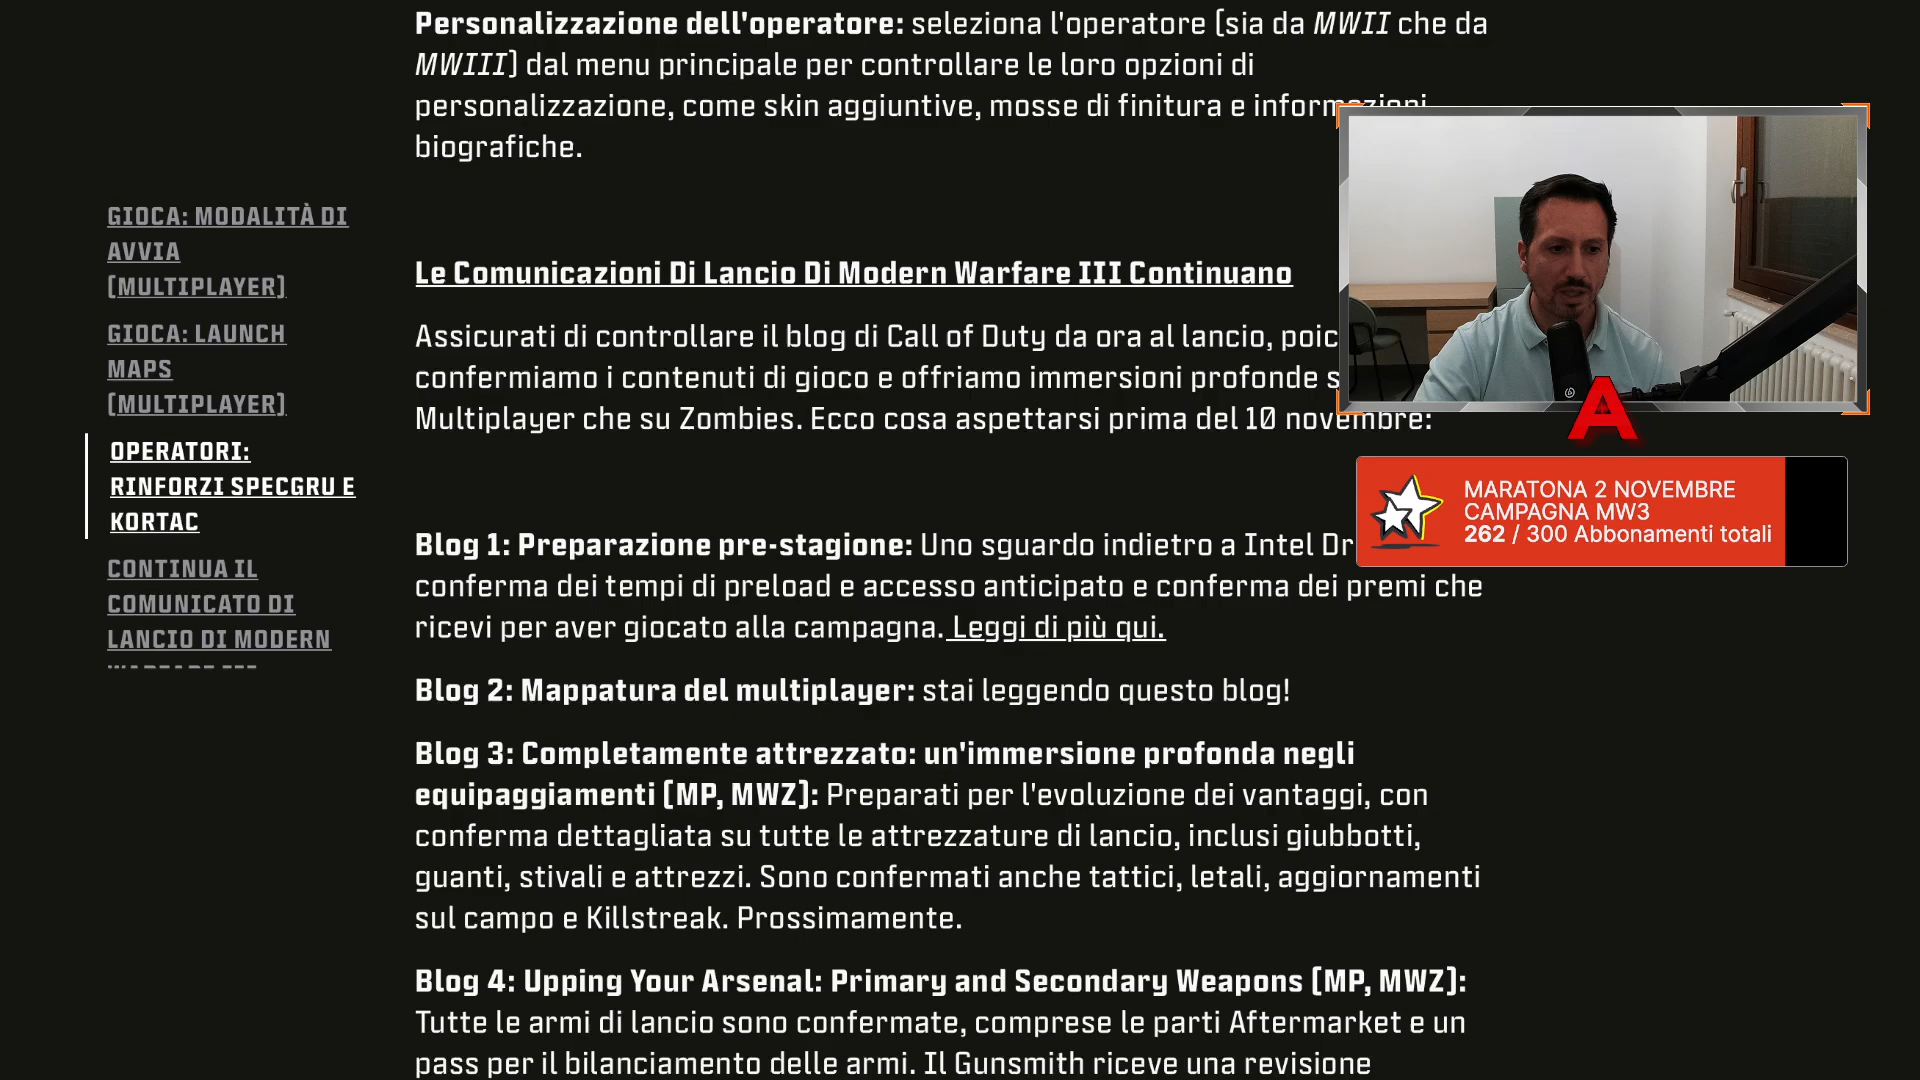 Personalizzazione dell'operatore: seleziona l'operatore (sia da MWII che da
MWIII) dal menu principale per controllare le loro opzioni di
personalizzazione, come skin aggiuntive, mosse di finitura e informazioni
biografiche.
GIOCA: MODALITÀ DI
AVVIA
(MULTIPLAYER)
GIOCA: LAUNCH
MAPS
(MULTIPLAYER)
OPERATORI:
RINFORZI SPECGRU E
KORTAC
CONTINUA IL
COMUNICATO DI
LANCIO DI MODERN
Le Comunicazioni Di Lancio Di Modern Warfare III Continuano
Assicurati di controllare il blog di Call of Duty da ora al lancio, poic
confermiamo i contenuti di gioco e offriamo immersioni profonde s
Multiplayer che su Zombies. Ecco cosa aspettarsi prima del 10 novembre:
Blog 1: Preparazione pre-stagione: Uno sguardo indietro a Intel Dr
conferma dei tempi di preload e accesso anticipato e conferma dei premi che
ricevi per aver giocato alla campagna. Leggi di più qui.
Blog 2: Mappatura del multiplayer: stai leggendo questo blog!
Blog 3: Completamente attrezzato: un'immersione profonda negli
equipaggiamenti (MP, MWZ): Preparati per l'evoluzione dei vantaggi, con
conferma dettagliata su tutte le attrezzature di lancio, inclusi giubbotti,
guanti, stivali e attrezzi. Sono confermati anche tattici, letali, aggiornamenti
sul campo e Killstreak. Prossimamente.
Blog 4: Upping Your Arsenal: Primary and Secondary Weapons (MP, MWZ):
Tutte le armi di lancio sono confermate, comprese le parti Aftermarket e un
pass per il bilanciamento delle armi. Il Gunsmith riceve una revisione
A
MARATONA 2 NOVEMBRE
CAMPAGNA MW3
262 / 300 Abbonamenti totali